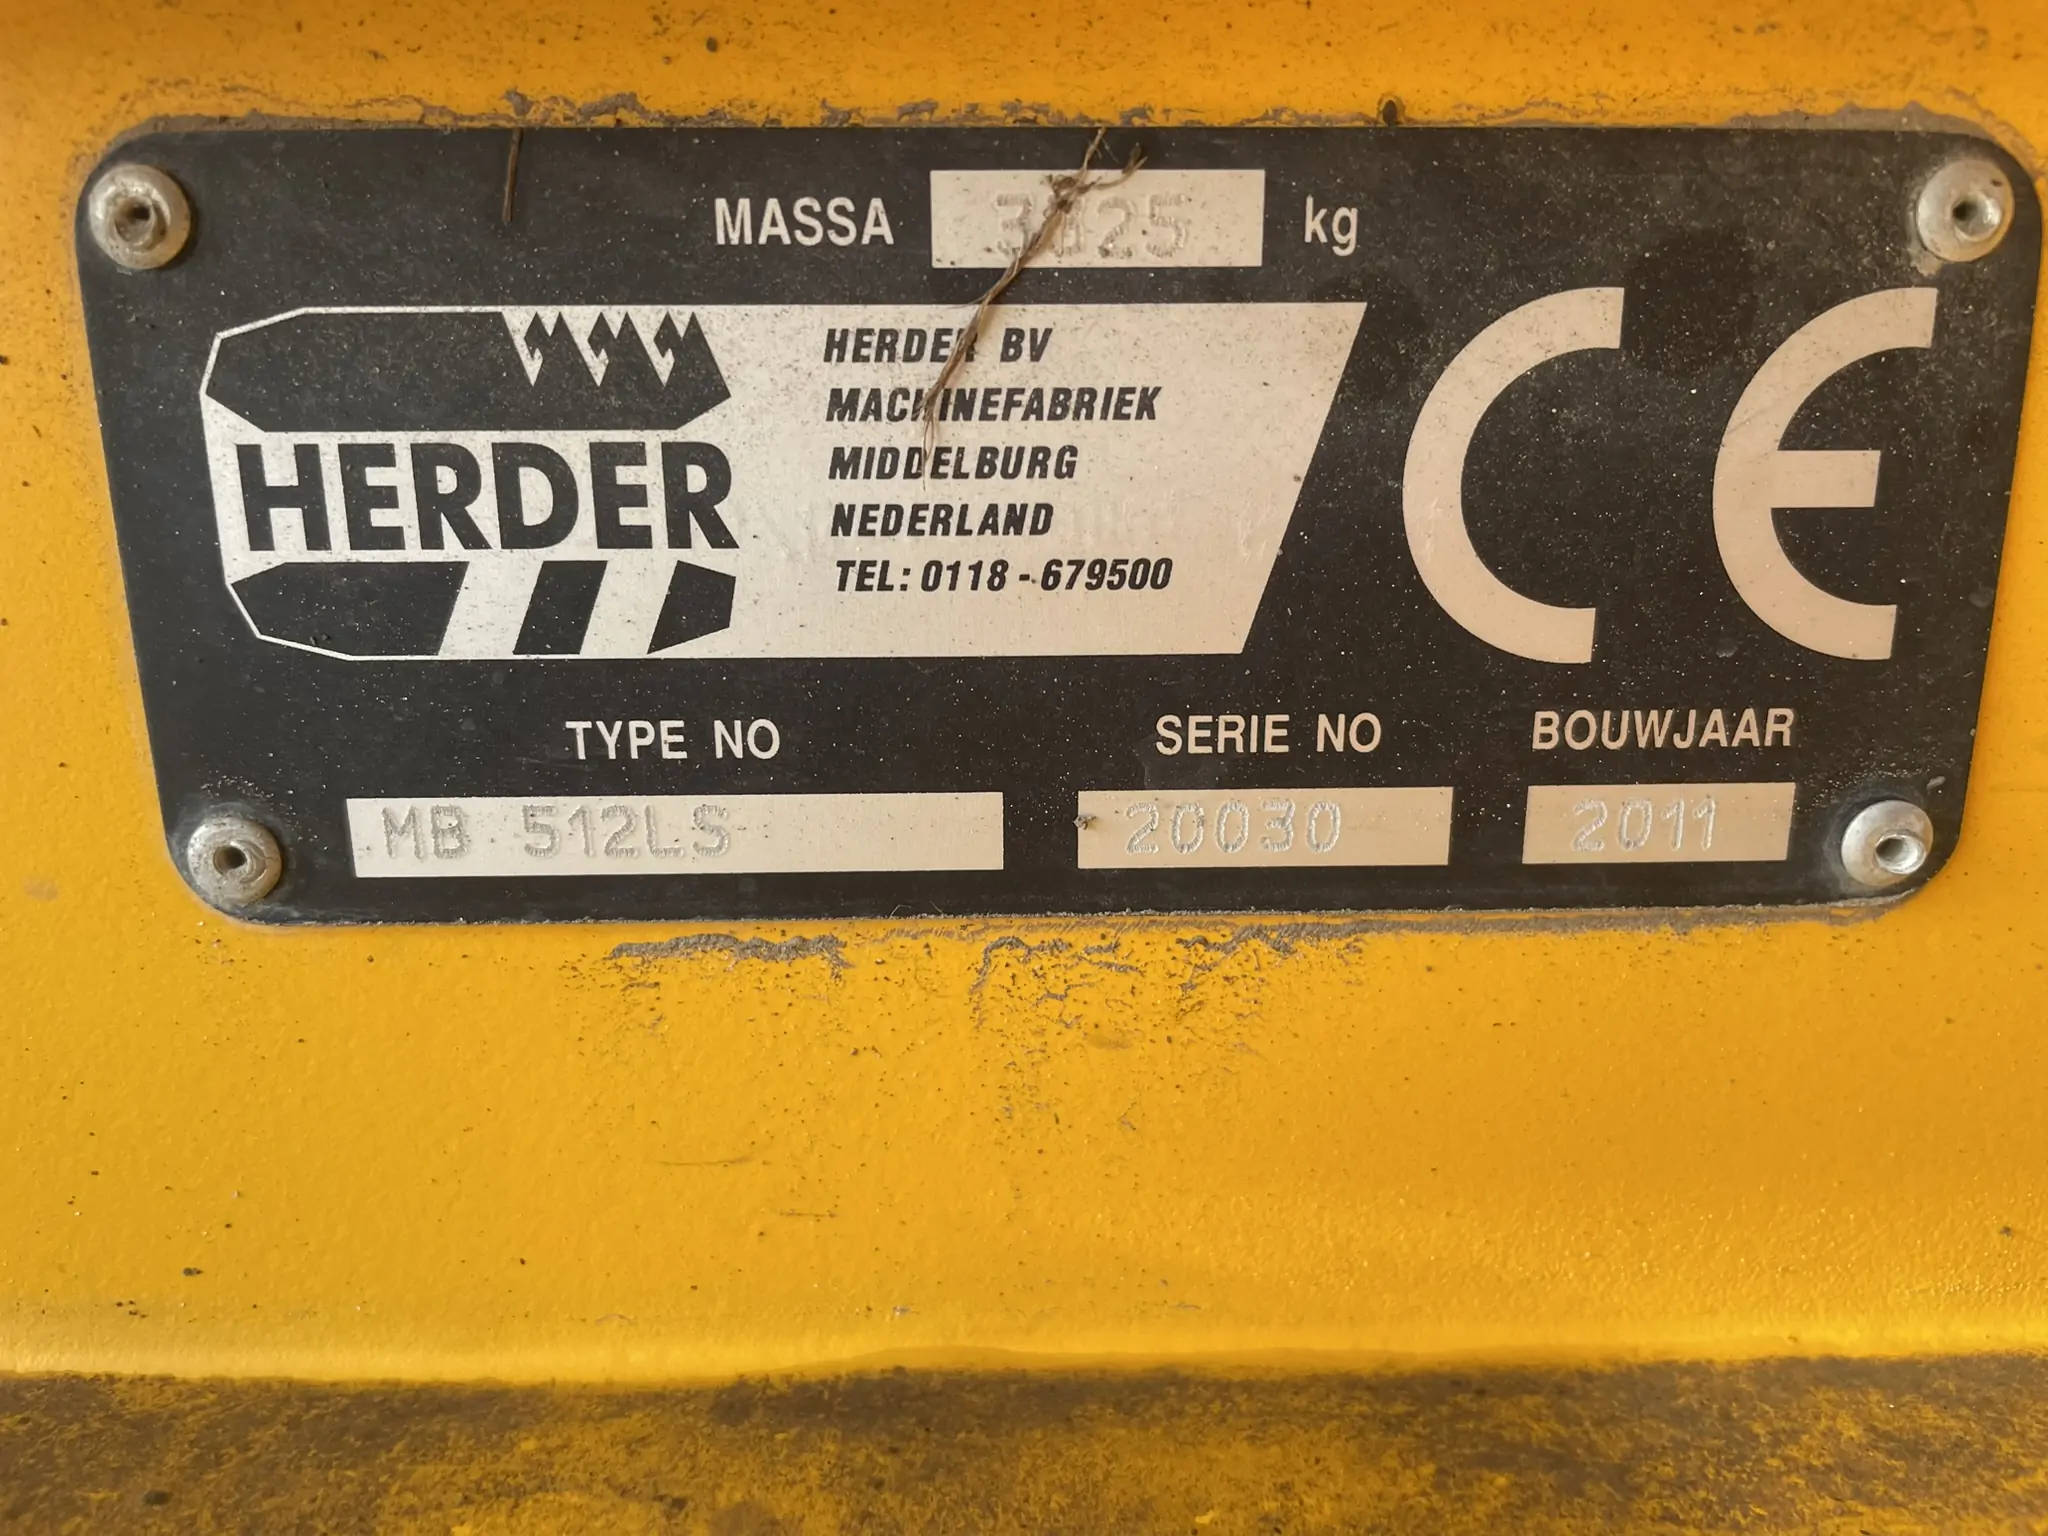 MASSA kg
HERDER
HERDER BV
MACHINEFABRIEK
MIDDELBURG
NEDERLAND
TEL: 0118 - 679500
CE
TYPE NO SERIE NO BOUWJAAR
MB 512LS 20030 2011